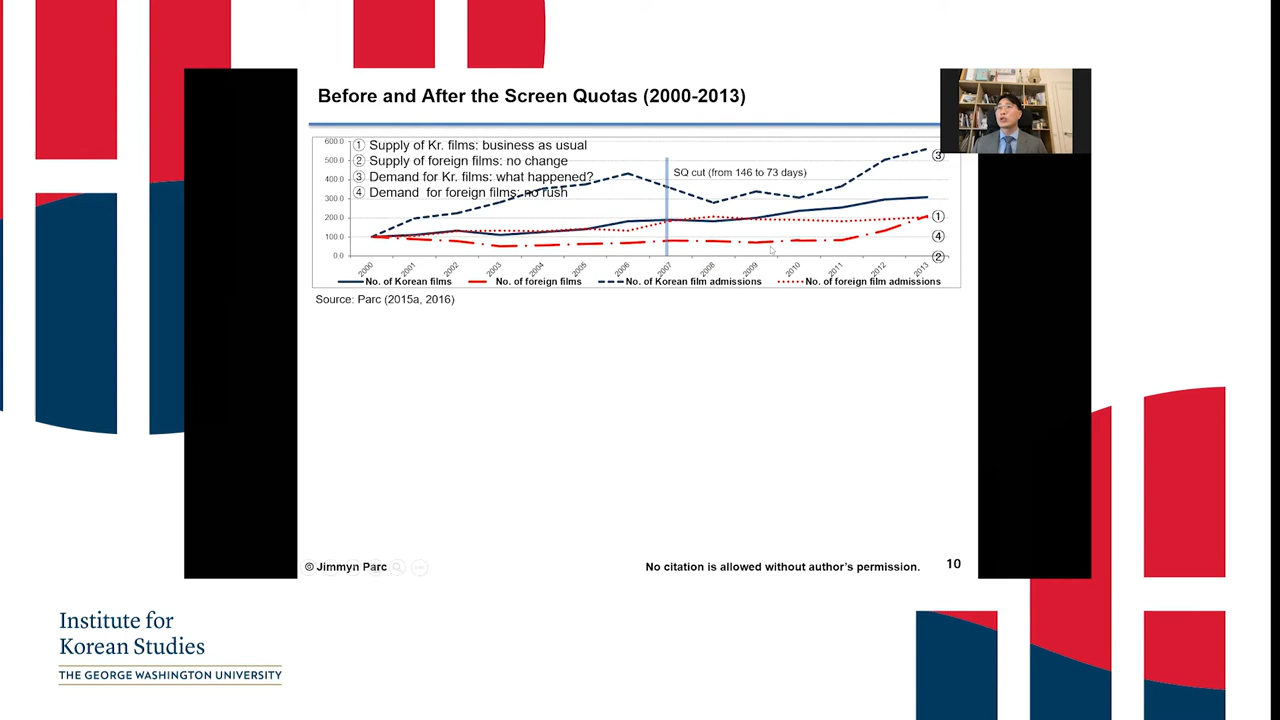 Before and After the Screen Quotas (2000-2013)
① Supply of Kr. films: business as usual
② Supply of foreign films: no change
③ Demand for Kr. films: what happened?
④ Demand for foreign films: no rush
SQ cut (from 146 to 73 days)
600.0
500.0
400.0
300.0
200.0
100.0
0.0
③
①
④
②
2000 2001 2002 2003 2004 2005 2006 2007 2008 2009 2010 2011 2012 2013
No. of Korean films No. of foreign films No. of Korean film admissions No. of foreign film admissions
Source: Parc (2015a, 2016)
© Jimmyn Parc
No citation is allowed without author's permission.
10
Institute for
Korean Studies
THE GEORGE WASHINGTON UNIVERSITY